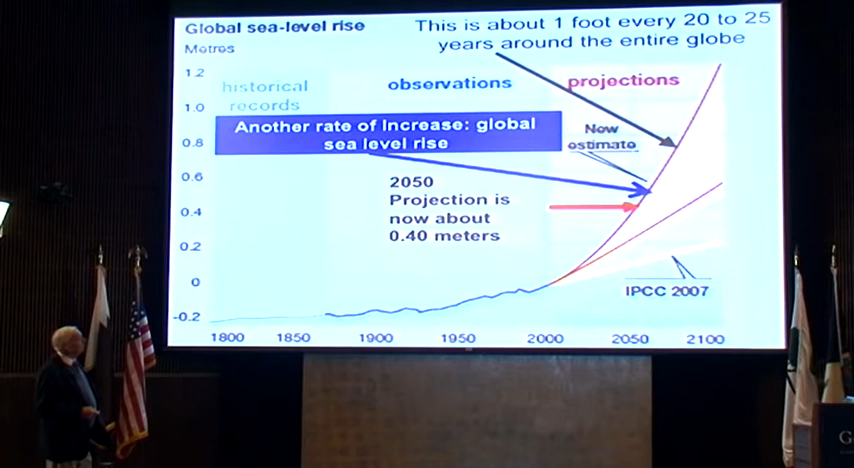 Global sea-level rise
Metres
This is about 1 foot every 20 to 25
years around the entire globe
1.2
historical
records
observations
projections
1.0
Another rate of Increase: global
sea level rise
New
estimate
0.8
0.6
2050
Projection is
now about
0.40 meters
0.4
0.2
0
IPCC 2007
-0.2
1800 1850 1900 1950 2000 2050 2100
G